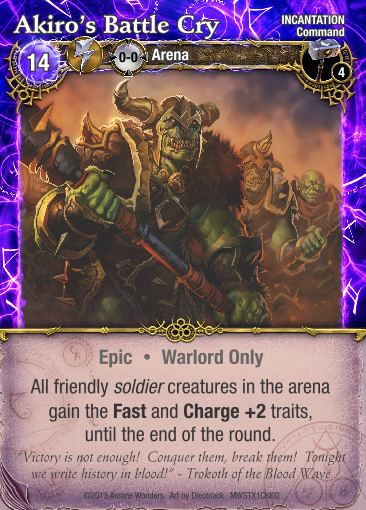 Akiro's Battle Cry
INCANTATION
Command
14
0-0
Arena
4
Epic • Warlord Only
All friendly soldier creatures in the arena
gain the Fast and Charge +2 traits,
until the end of the round.
"Victory is not enough!  Conquer them, break them!  Tonight
we write history in blood!" - Trokoth of the Blood Wave
©2013 Arcane Wonders   Art by Dleoblack   MWSTX1CKI02